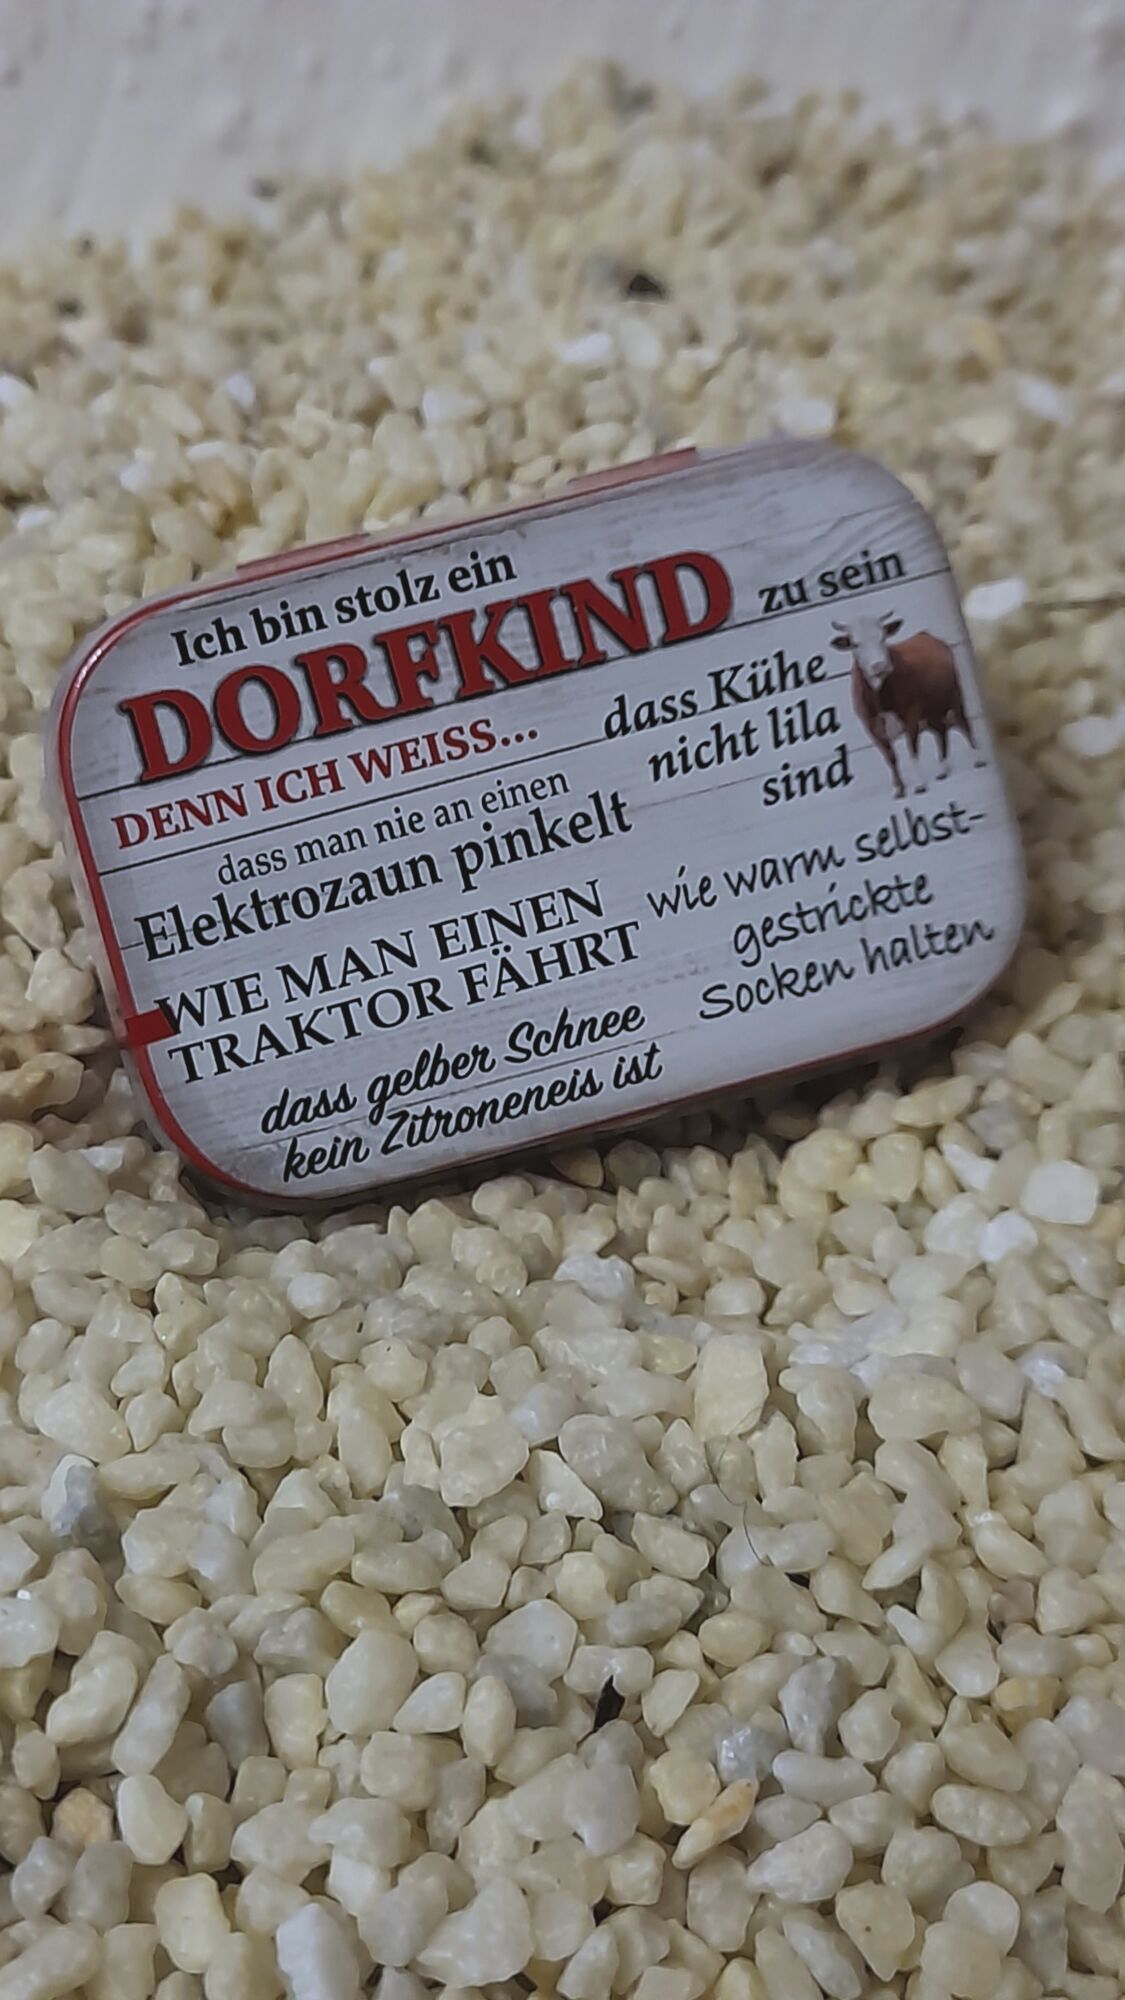 Ich bin stolz ein
DORFKIND zu sein
DENN ICH WEISS...
dass man nie an einen
Elektrozaun pinkelt
WIE MAN EINEN
TRAKTOR FÄHRT
dass gelber Schnee
kein Zitroneneis ist
dass Kühe
nicht lila
sind
wie warm selbst-
gestrickte
Socken halten